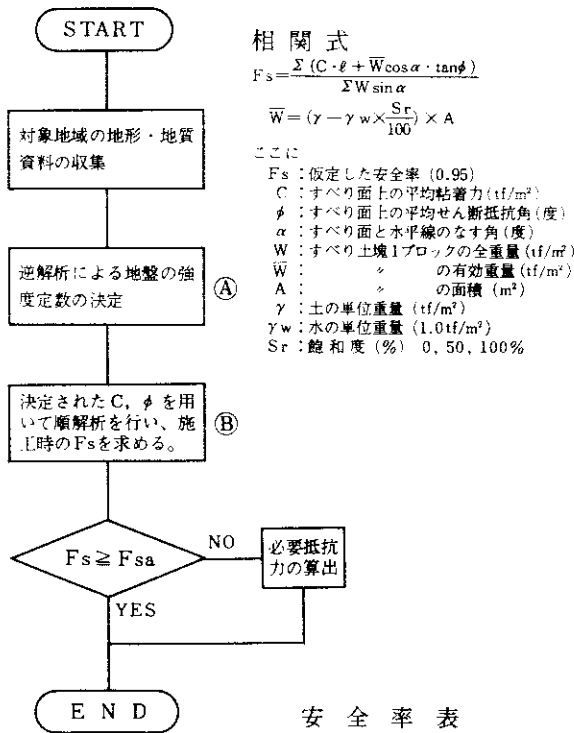 START
対象地域の地形・地質
資料の収集
逆解析による地盤の強
度定数の決定
Ⓐ
決定されたC, φを用
いて順解析を行い、施
工時のFsを求める。
Ⓑ
Fs≧Fsa
NO
必要抵抗
力の算出
YES
END
相関式
Fs=Σ(C・ℓ+W̅cosα・tanφ)/ΣWsinα
W̅=(γ-γw×Sr/100)×A
ここに
Fs:仮定した安全率(0.95)
C:すべり面上の平均粘着力(tf/m²)
φ:すべり面上の平均せん断抵抗角(度)
α:すべり面と水平線のなす角(度)
W:すべり土塊1ブロックの全重量(tf/m²)
W̅:〃の有効重量(tf/m²)
A:〃の面積(m²)
γ:土の単位重量(tf/m²)
γw:水の単位重量(1.0tf/m²)
Sr:飽和度(%) 0, 50, 100%
安全率表